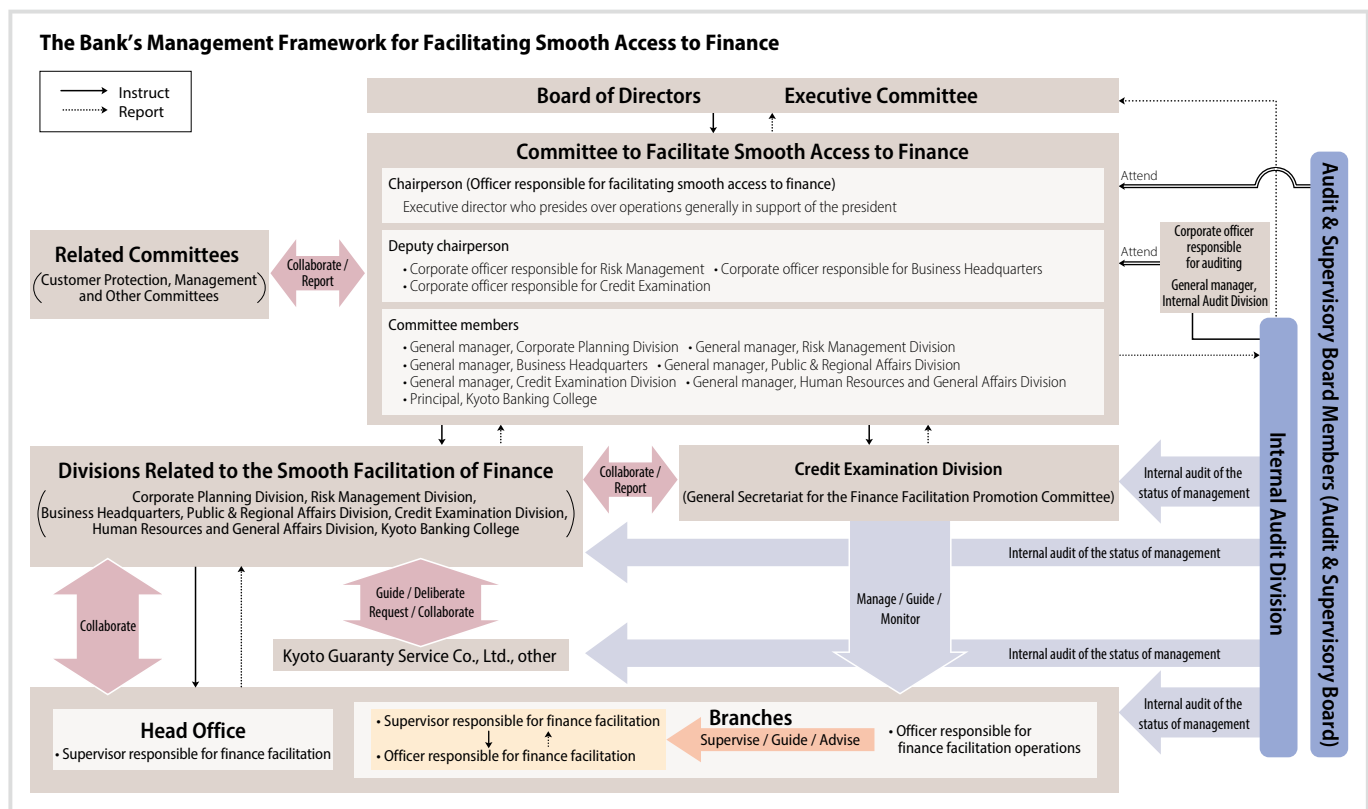 The Bank’s Management Framework for Facilitating Smooth Access to Finance
Instruct
Report
Board of Directors Executive Committee
Committee to Facilitate Smooth Access to Finance
Chairperson (Officer responsible for facilitating smooth access to finance)
Executive director who presides over operations generally in support of the president
Deputy chairperson
• Corporate officer responsible for Risk Management • Corporate officer responsible for Business Headquarters
• Corporate officer responsible for Credit Examination
Committee members
• General manager, Corporate Planning Division • General manager, Risk Management Division
• General manager, Business Headquarters • General manager, Public & Regional Affairs Division
• General manager, Credit Examination Division • General manager, Human Resources and General Affairs Division
• Principal, Kyoto Banking College
Related Committees
(Customer Protection, Management
and Other Committees)
Collaborate /
Report
Attend
Attend
Corporate officer
responsible
for auditing
General manager,
Internal Audit Division
Audit & Supervisory Board Members (Audit & Supervisory Board)
Internal Audit Division
Divisions Related to the Smooth Facilitation of Finance
(Corporate Planning Division, Risk Management Division,
Business Headquarters, Public & Regional Affairs Division, Credit Examination Division,
Human Resources and General Affairs Division, Kyoto Banking College)
Collaborate /
Report
Credit Examination Division
(General Secretariat for the Finance Facilitation Promotion Committee)
Internal audit of the
status of management
Internal audit of the status of management
Collaborate
Guide / Deliberate
Request / Collaborate
Manage / Guide /
Monitor
Kyoto Guaranty Service Co., Ltd., other
Internal audit of the status of management
Internal audit of the
status of management
Head Office
• Supervisor responsible for finance facilitation
Branches
• Supervisor responsible for finance facilitation
• Officer responsible for finance facilitation
Supervise / Guide / Advise
• Officer responsible for
finance facilitation operations